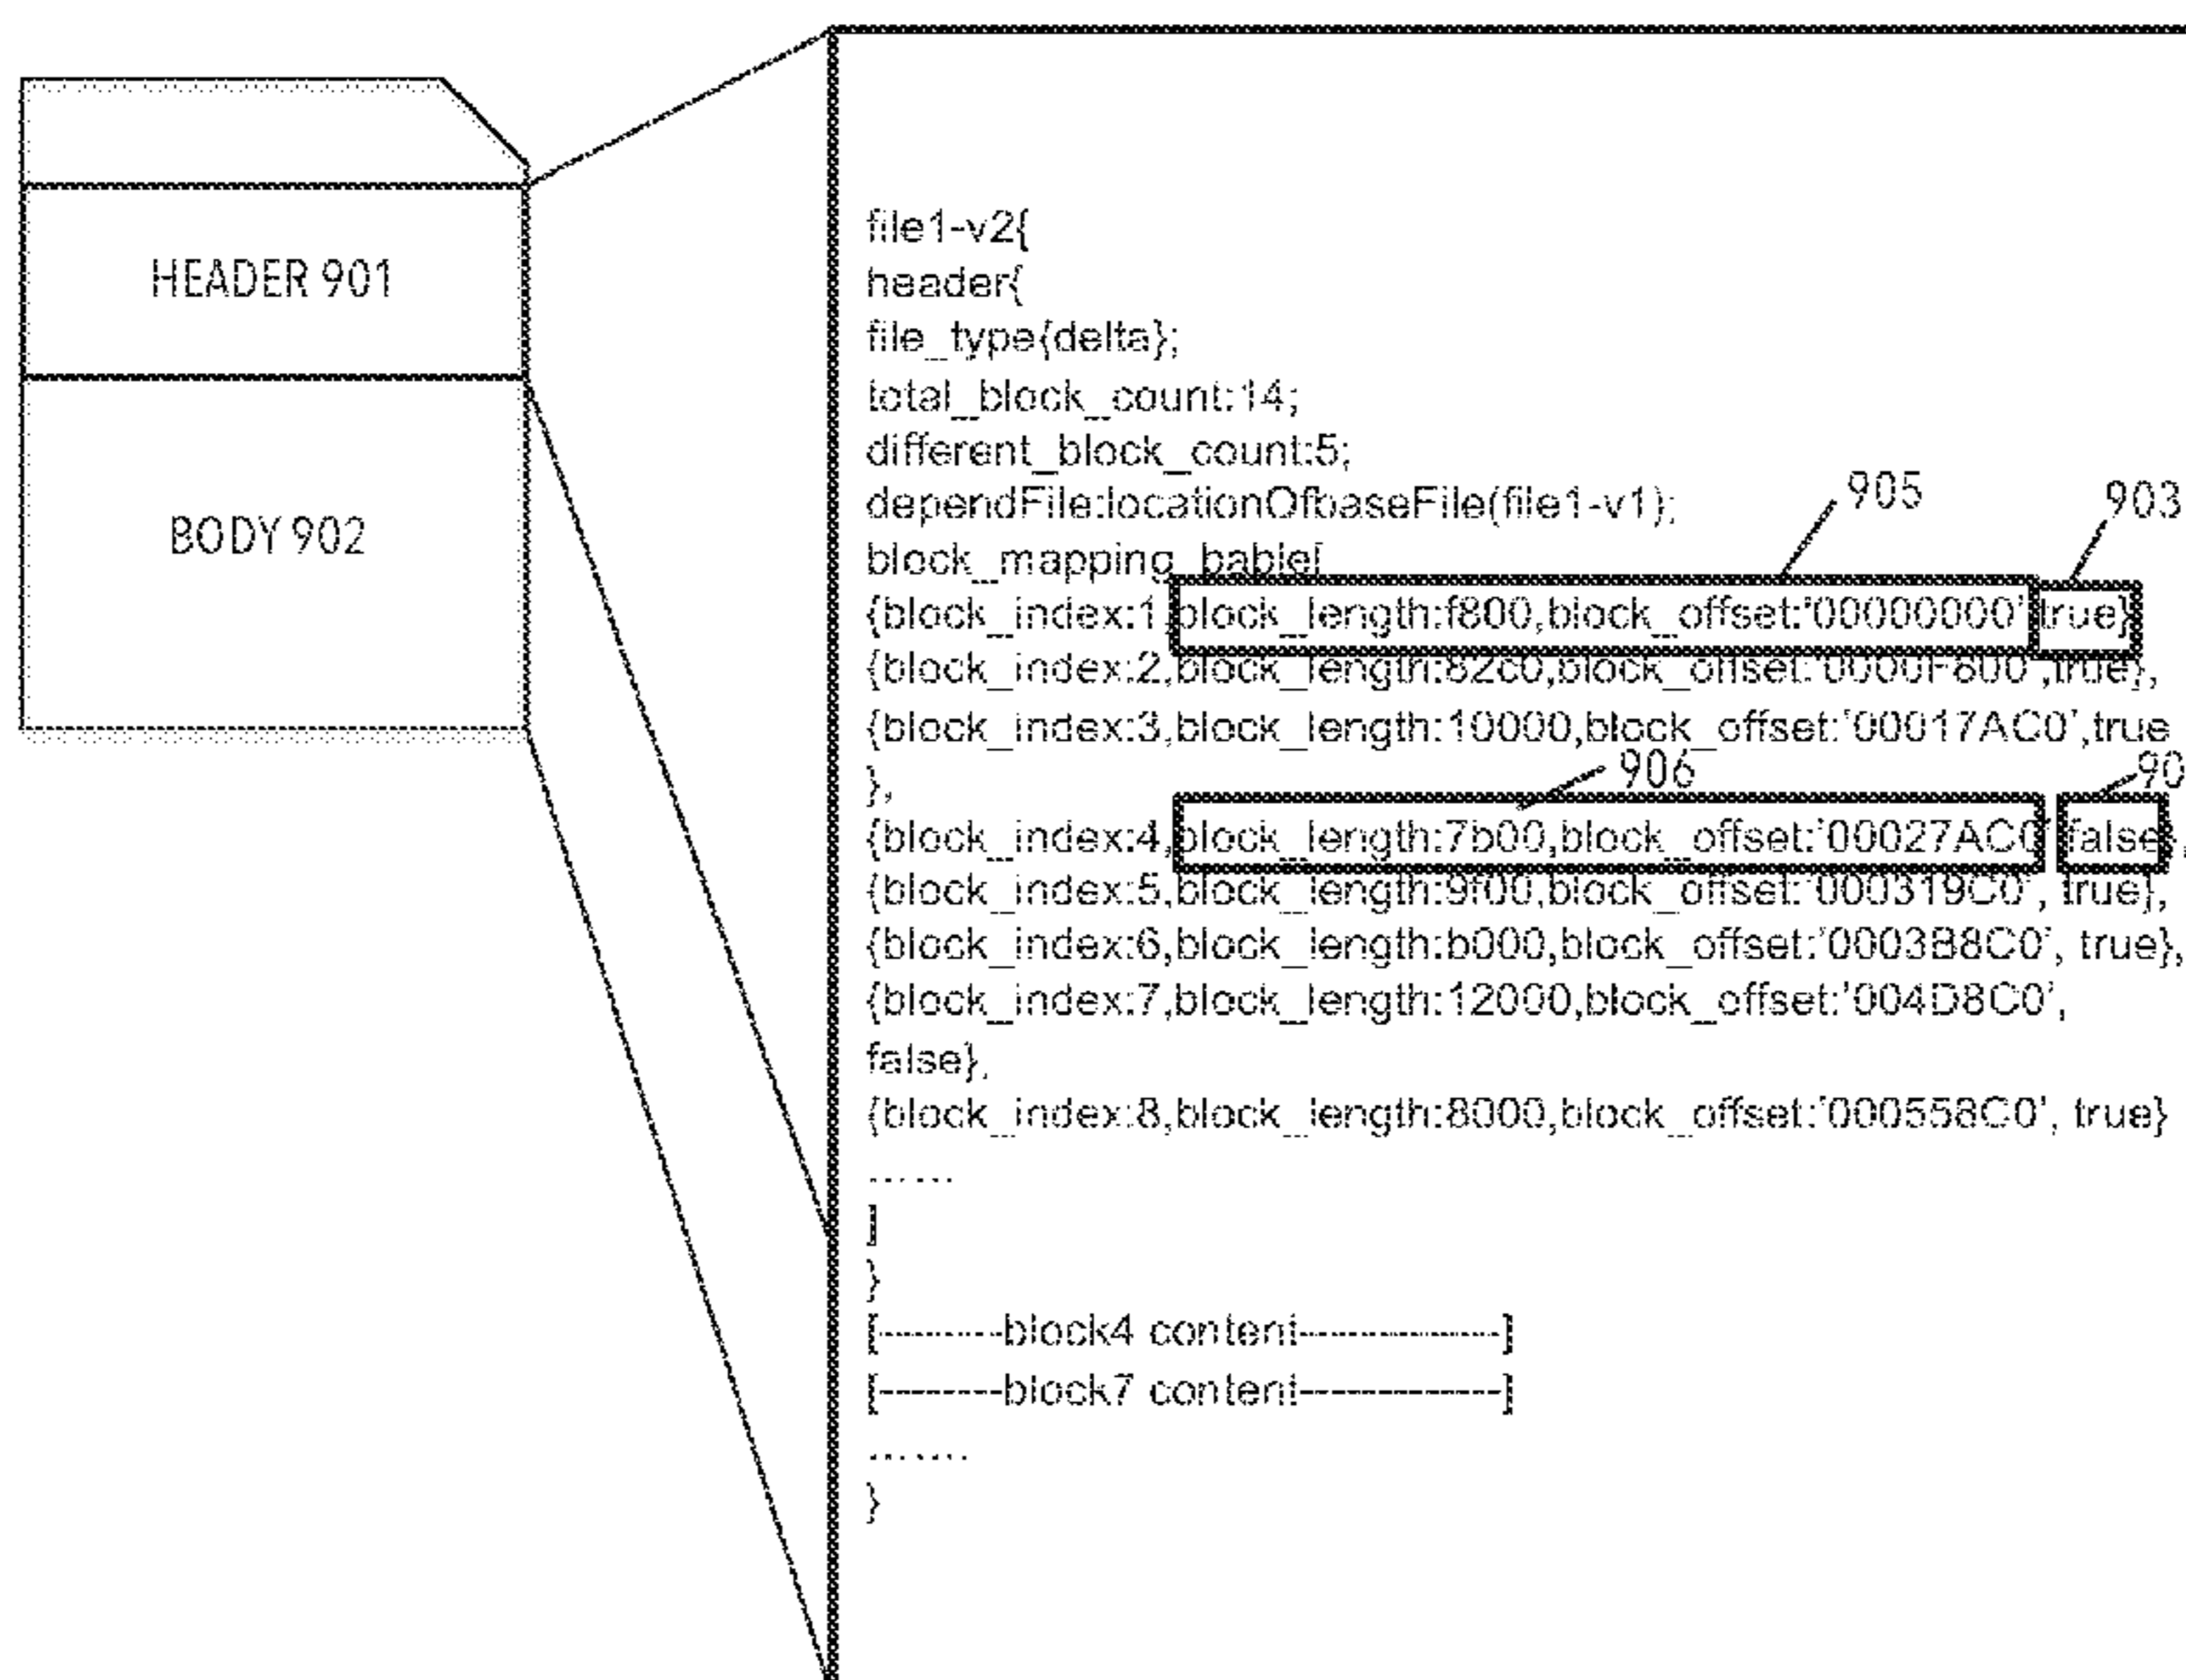 HEADER 901
BODY 902
file1-v2{
header{
file_type{delta};
total_block_count:14;
different_block_count:5;
dependFile:locationOfbaseFile(file1-v1);
905
903
block_mapping_bable[
{block_index:1,block_length:f800,block_offset:'00000000' true}
{block_index:2,block_length:82c0,block_offset:'0000F800',true},
{block_index:3,block_length:10000,block_offset:'00017AC0',true
},
906
90
{block_index:4,block_length:7b00,block_offset:'00027AC0' false},
{block_index:5,block_length:9f00,block_offset:'000319C0', true},
{block_index:6,block_length:b000,block_offset:'0003B8C0', true},
{block_index:7,block_length:12000,block_offset:'004D8C0',
false},
{block_index:8,block_length:8000,block_offset:'000558C0', true}
......
]
}
[---------block4 content---------------]
[--------block7 content---------------]
.......
}